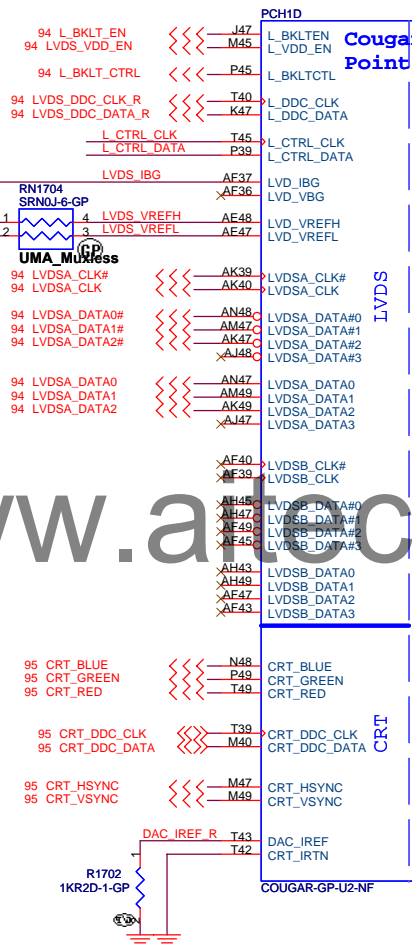 PCH1D
94 L_BKLT_EN J47 L_BKLTEN Cougar
94 LVDS_VDD_EN M45 L_VDD_EN Point
94 L_BKLT_CTRL P45 L_BKLTCTL
94 LVDS_DDC_CLK_R T40 L_DDC_CLK
94 LVDS_DDC_DATA_R K47 L_DDC_DATA
L_CTRL_CLK T45 L_CTRL_CLK
L_CTRL_DATA P39 L_CTRL_DATA
LVDS_IBG AF37 LVD_IBG
AF36 LVD_VBG
RN1704
SRN0J-6-GP
1 4 LVDS_VREFH AE48 LVD_VREFH
2 3 LVDS_VREFL AE47 LVD_VREFL
UMA_Muxless
GP
94 LVDSA_CLK# AK39 LVDSA_CLK#
94 LVDSA_CLK AK40 LVDSA_CLK
LVDS
94 LVDSA_DATA0# AN48 LVDSA_DATA#0
94 LVDSA_DATA1# AM47 LVDSA_DATA#1
94 LVDSA_DATA2# AK47 LVDSA_DATA#2
AJ48 LVDSA_DATA#3
94 LVDSA_DATA0 AN47 LVDSA_DATA0
94 LVDSA_DATA1 AM49 LVDSA_DATA1
94 LVDSA_DATA2 AK49 LVDSA_DATA2
AJ47 LVDSA_DATA3
AF40 LVDSB_CLK#
AF39 LVDSB_CLK
AH45 LVDSB_DATA#0
AH47 LVDSB_DATA#1
AF49 LVDSB_DATA#2
AF45 LVDSB_DATA#3
w.aitec
AH43 LVDSB_DATA0
AH49 LVDSB_DATA1
AF47 LVDSB_DATA2
AF43 LVDSB_DATA3
95 CRT_BLUE N48 CRT_BLUE
95 CRT_GREEN P49 CRT_GREEN
95 CRT_RED T49 CRT_RED
95 CRT_DDC_CLK T39 CRT_DDC_CLK
95 CRT_DDC_DATA M40 CRT_DDC_DATA
CRT
95 CRT_HSYNC M47 CRT_HSYNC
95 CRT_VSYNC M49 CRT_VSYNC
DAC_IREF_R T43 DAC_IREF
T42 CRT_IRTN
1
R1702
1KR2D-1-GP
2
COUGAR-GP-U2-NF